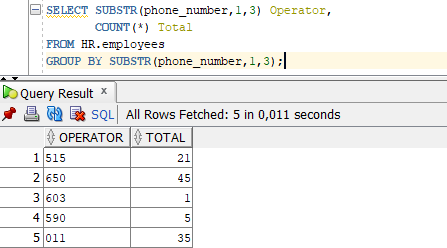 SELECT SUBSTR(phone_number,1,3) Operator,
COUNT(*) Total
FROM HR.employees
GROUP BY SUBSTR(phone_number,1,3);
Query Result x
SQL | All Rows Fetched: 5 in 0,011 seconds
OPERATOR TOTAL
1 515 21
2 650 45
3 603 1
4 590 5
5 011 35